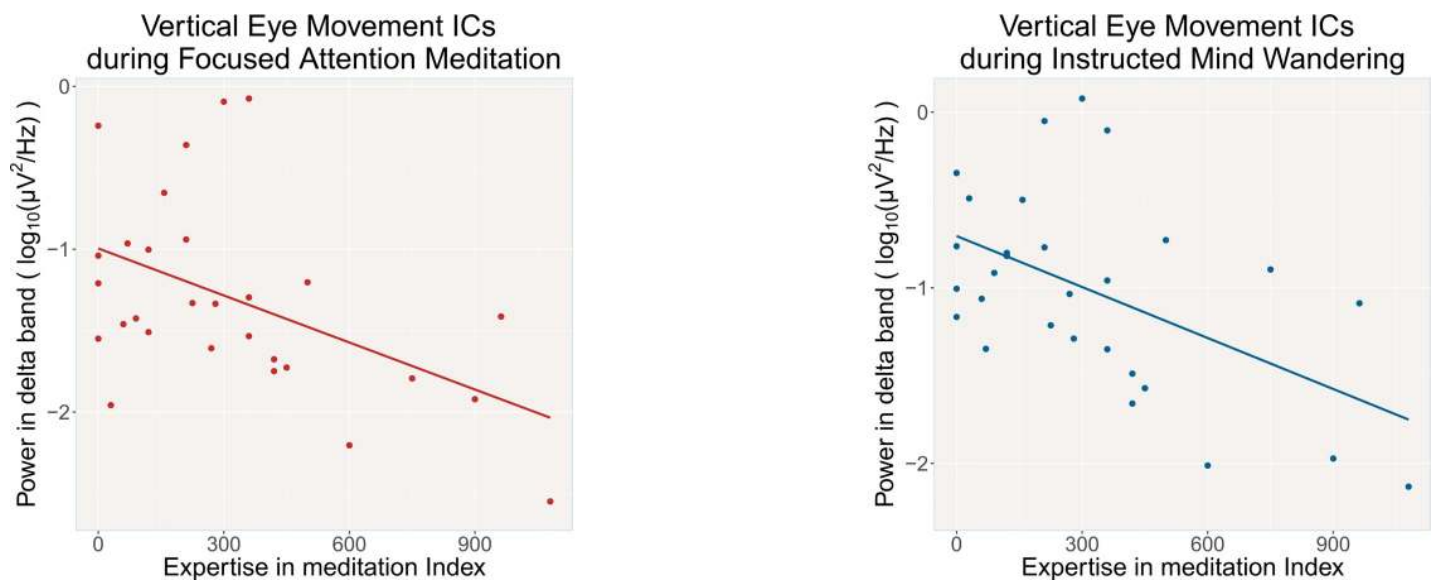 Vertical Eye Movement ICs
during Focused Attention Meditation
Power in delta band ( log₁₀(µV²/Hz) )
0
−1
−2
0 300 600 900
Expertise in meditation Index
Vertical Eye Movement ICs
during Instructed Mind Wandering
Power in delta band ( log₁₀(µV²/Hz) )
0
−1
−2
0 300 600 900
Expertise in meditation Index